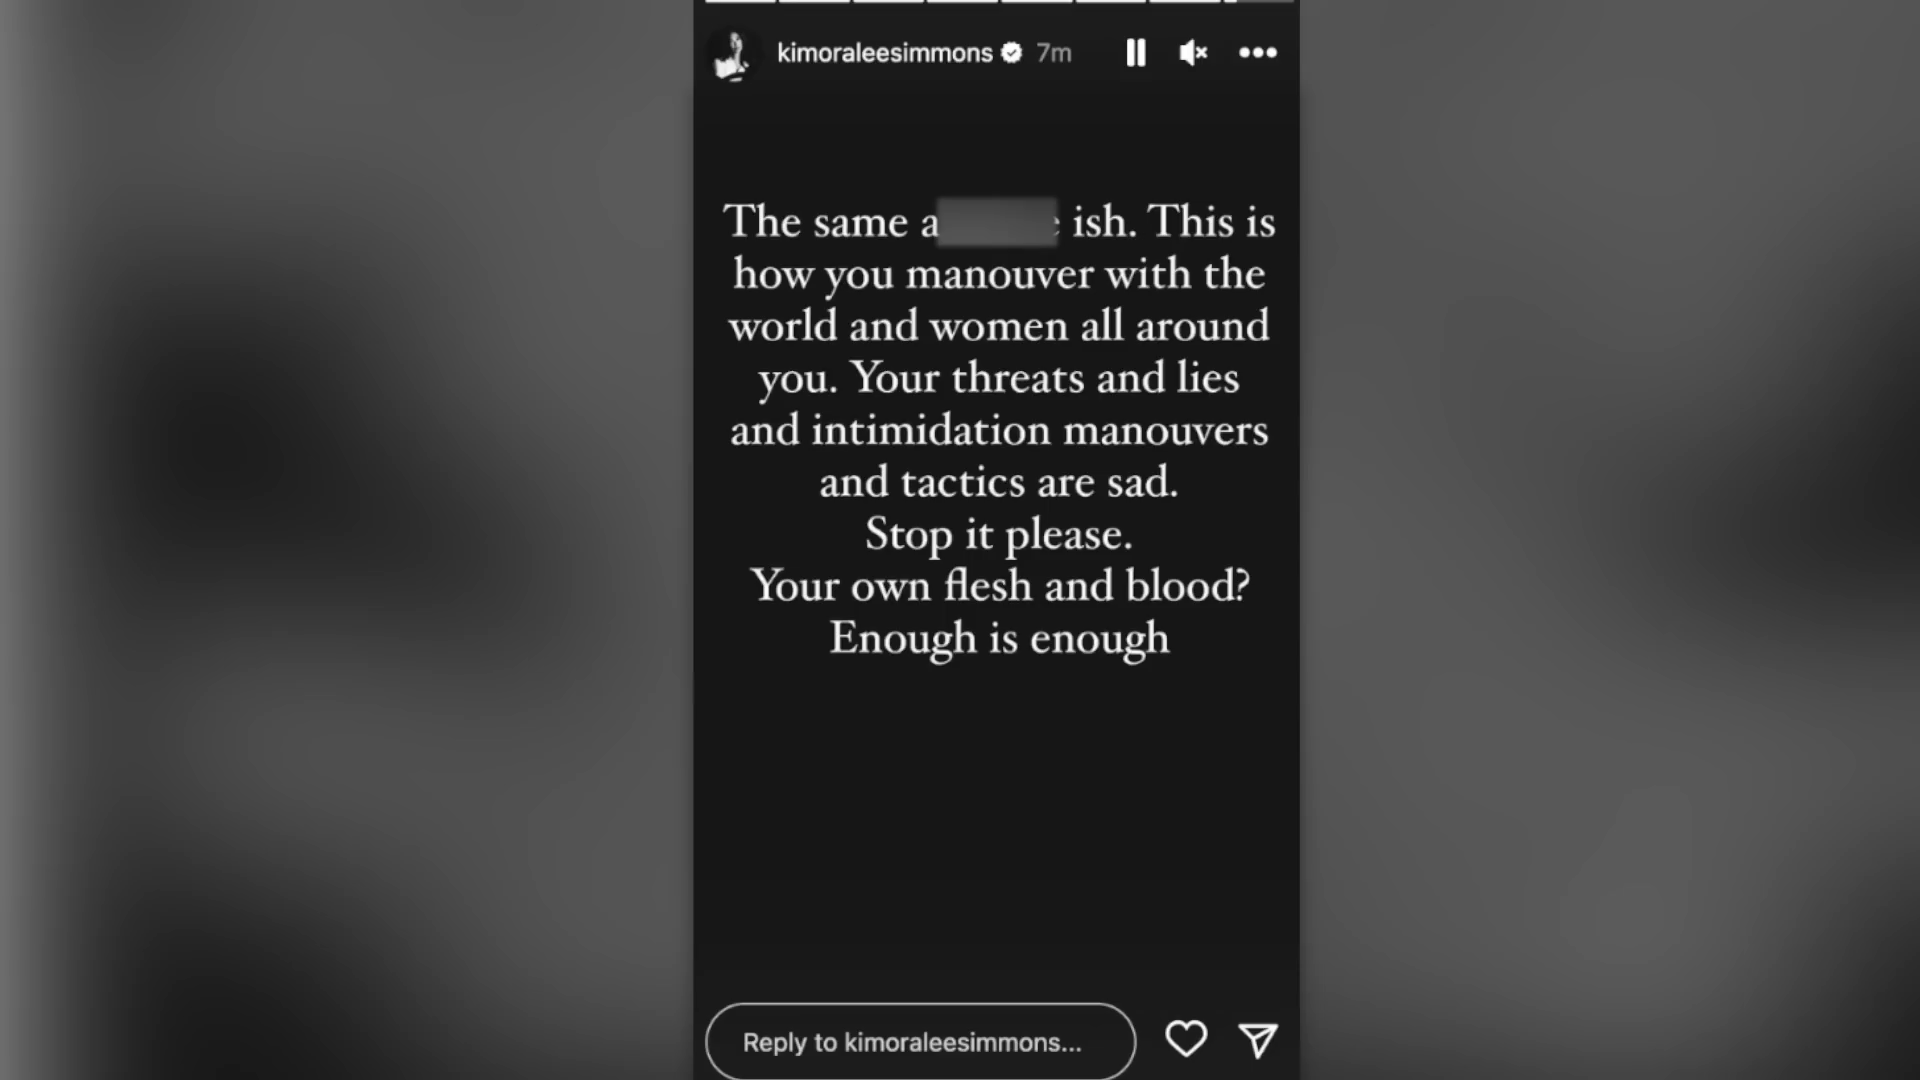 kimoraleesimmons 7m
The same a ish. This is
how you manouver with the
world and women all around
you. Your threats and lies
and intimidation manouvers
and tactics are sad.
Stop it please.
Your own flesh and blood?
Enough is enough
Reply to kimoraleesimmons...